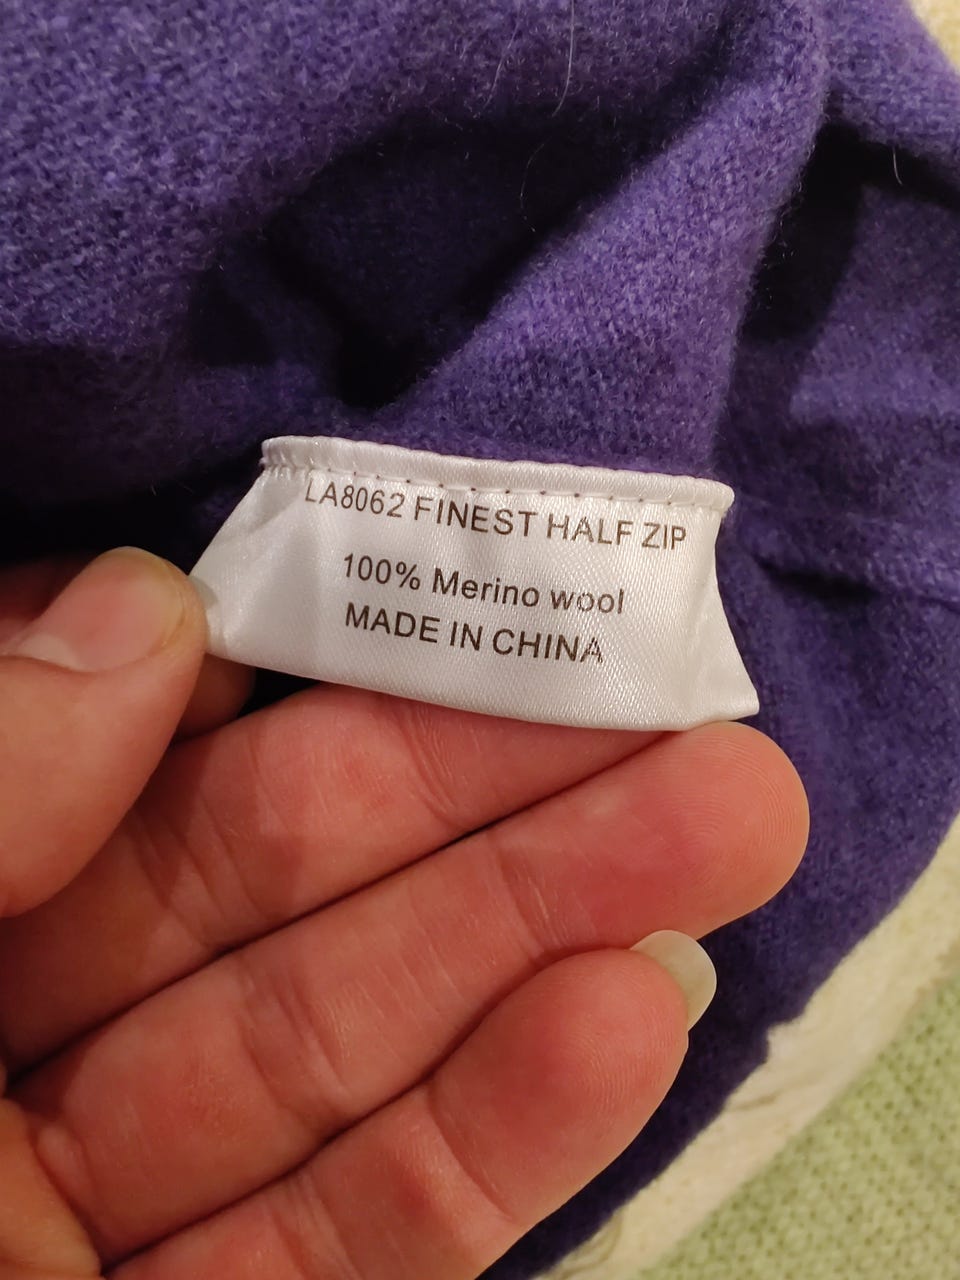 LA8062 FINEST HALF ZIP
100% Merino wool
MADE IN CHINA